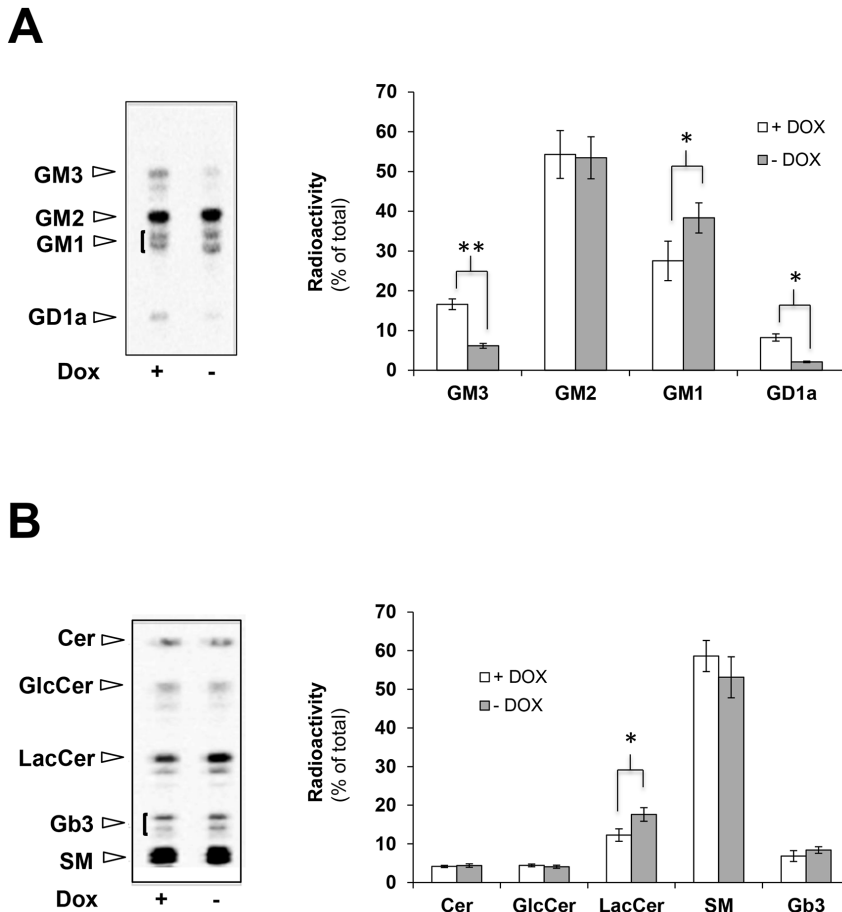 A
GM3
GM2
GM1
GD1a
Dox + -
Radioactivity
(% of total)
70
60
50
40
30
20
10
0
+ DOX
- DOX
**
*
*
GM3 GM2 GM1 GD1a
B
Cer
GlcCer
LacCer
Gb3
SM
Dox + -
Radioactivity
(% of total)
70
60
50
40
30
20
10
0
+ DOX
- DOX
*
Cer GlcCer LacCer SM Gb3